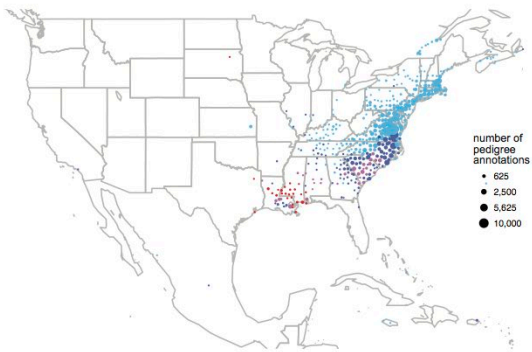 number of
pedigree
annotations
625
2,500
5,625
10,000